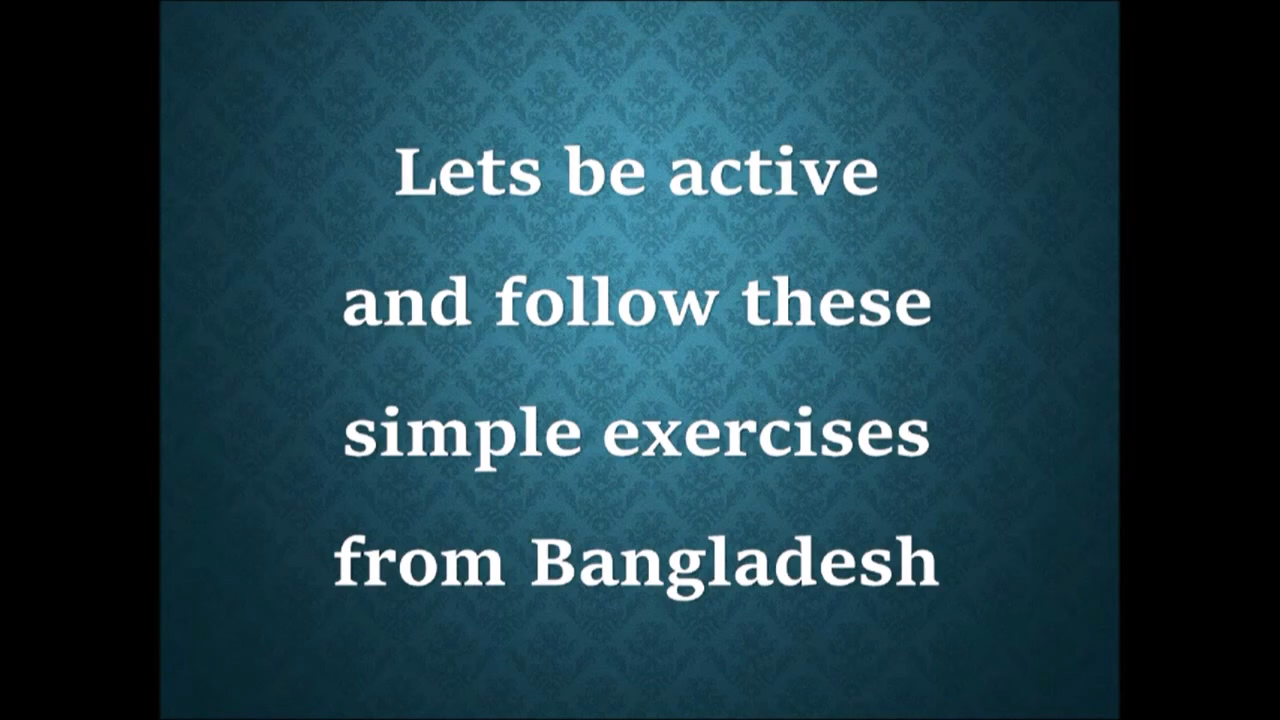 Lets be active
and follow these
simple exercises
from Bangladesh